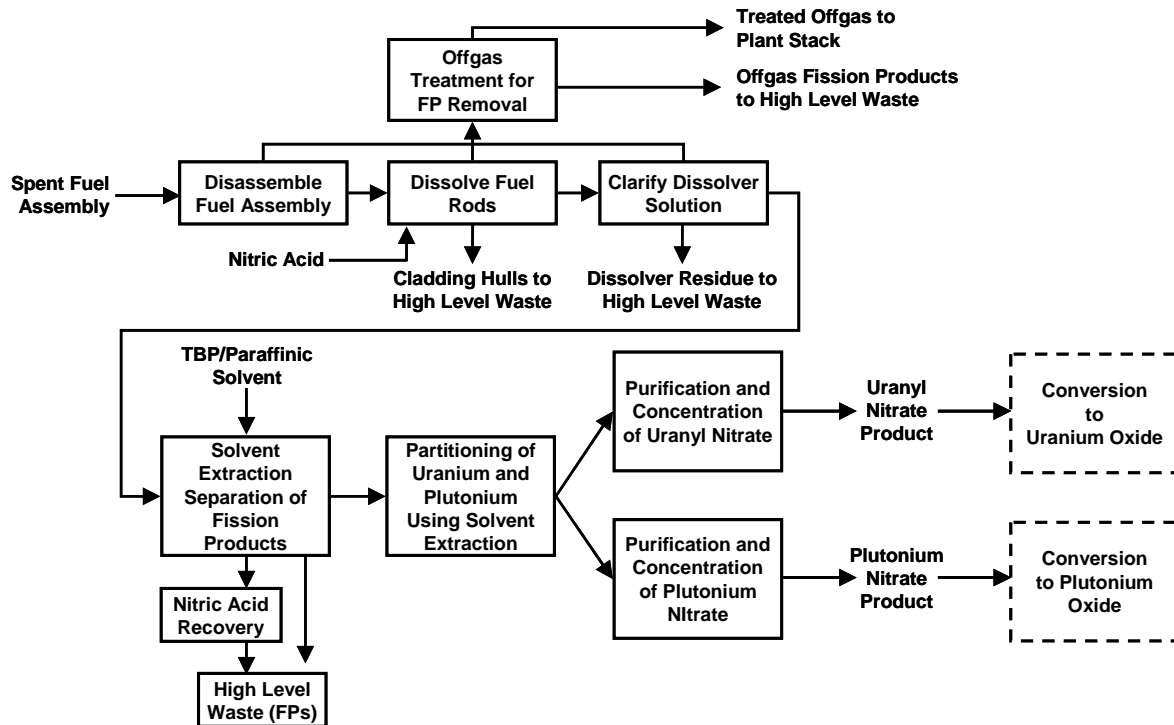 Offgas
Treatment for
FP Removal
Treated Offgas to
Plant Stack
Offgas Fission Products
to High Level Waste
Spent Fuel
Assembly
Disassemble
Fuel Assembly
Dissolve Fuel
Rods
Clarify Dissolver
Solution
Nitric Acid
Cladding Hulls to
High Level Waste
Dissolver Residue to
High Level Waste
TBP/Paraffinic
Solvent
Solvent
Extraction
Separation of
Fission
Products
Partitioning of
Uranium and
Plutonium
Using Solvent
Extraction
Purification and
Concentration
of Uranyl Nitrate
Uranyl
Nitrate
Product
Conversion
to
Uranium Oxide
Purification and
Concentration
of Plutonium
NItrate
Plutonium
Nitrate
Product
Conversion
to Plutonium
Oxide
Nitric Acid
Recovery
High Level
Waste (FPs)